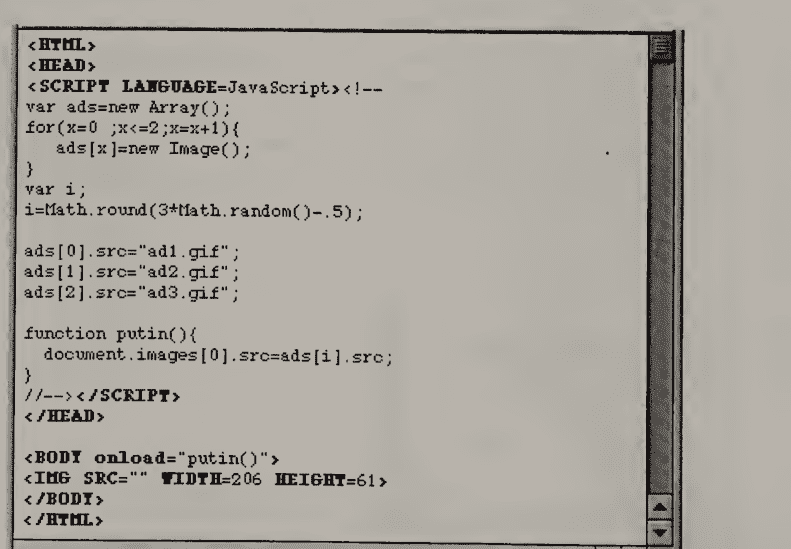 <HTML>
<HEAD>
<SCRIPT LANGUAGE=JavaScript><!--
var ads=new Array();
for(x=0 ;x<=2;x=x+1){
   ads[x]=new Image();
}
var i;
i=Math.round(3*Math.random()-.5);

ads[0].src="ad1.gif";
ads[1].src="ad2.gif";
ads[2].src="ad3.gif";

function putin(){
  document.images[0].src=ads[i].src;
}
//--></SCRIPT>
</HEAD>

<BODY onload="putin()">
<IMG SRC="" WIDTH=206 HEIGHT=61>
</BODY>
</HTML>